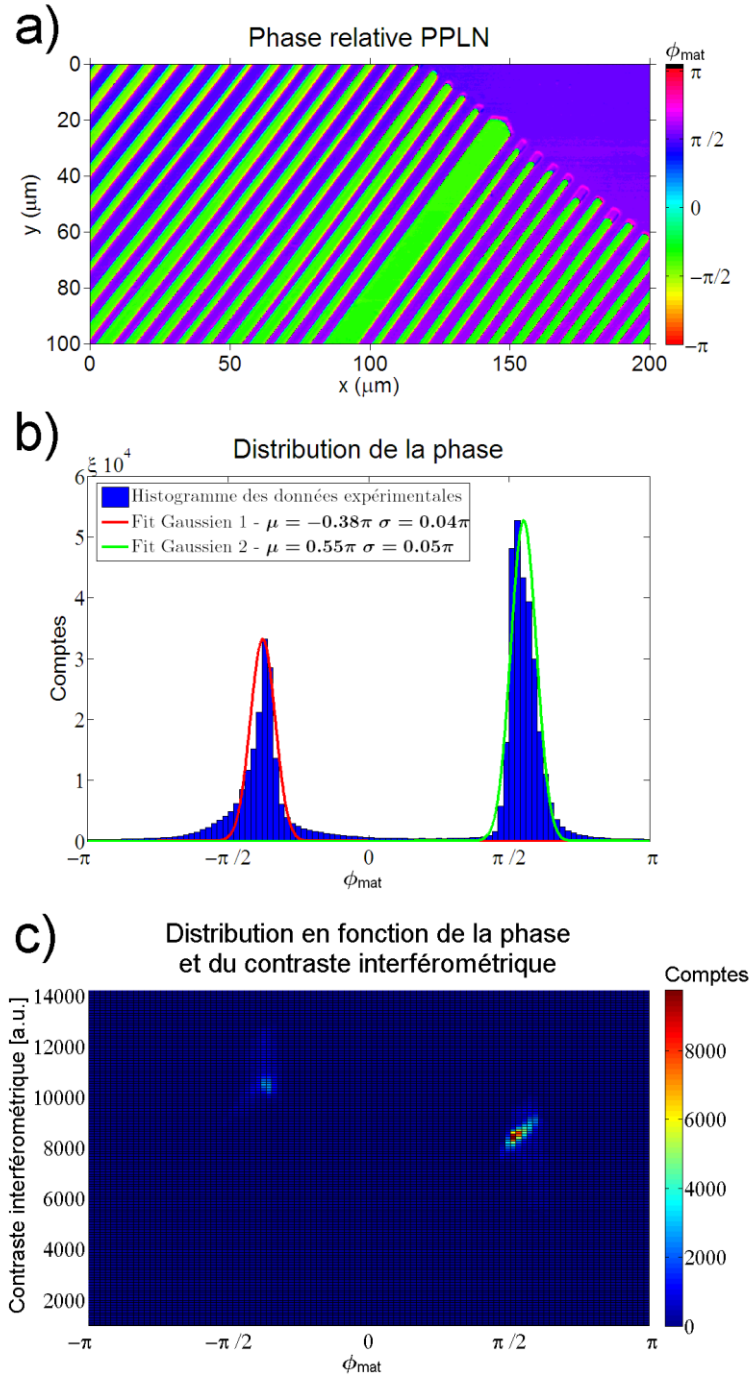 a)
Phase relative PPLN
ϕmat
0
20
40
60
80
100
y (μm)
0
50
100
150
200
x (μm)
π
π /2
0
−π/2
−π
b)
Distribution de la phase
ξ 10⁴
Histogramme des données expérimentales
Fit Gaussien 1 - μ = −0.38π σ = 0.04π
Fit Gaussien 2 - μ = 0.55π σ = 0.05π
6
5
4
3
2
1
0
Comptes
−π
−π /2
0
π /2
π
ϕmat
c)
Distribution en fonction de la phase
et du contraste interférométrique
Comptes
Contraste interférométrique [a.u.]
14000
12000
10000
8000
6000
4000
2000
−π
−π /2
0
π /2
π
ϕmat
8000
6000
4000
2000
0